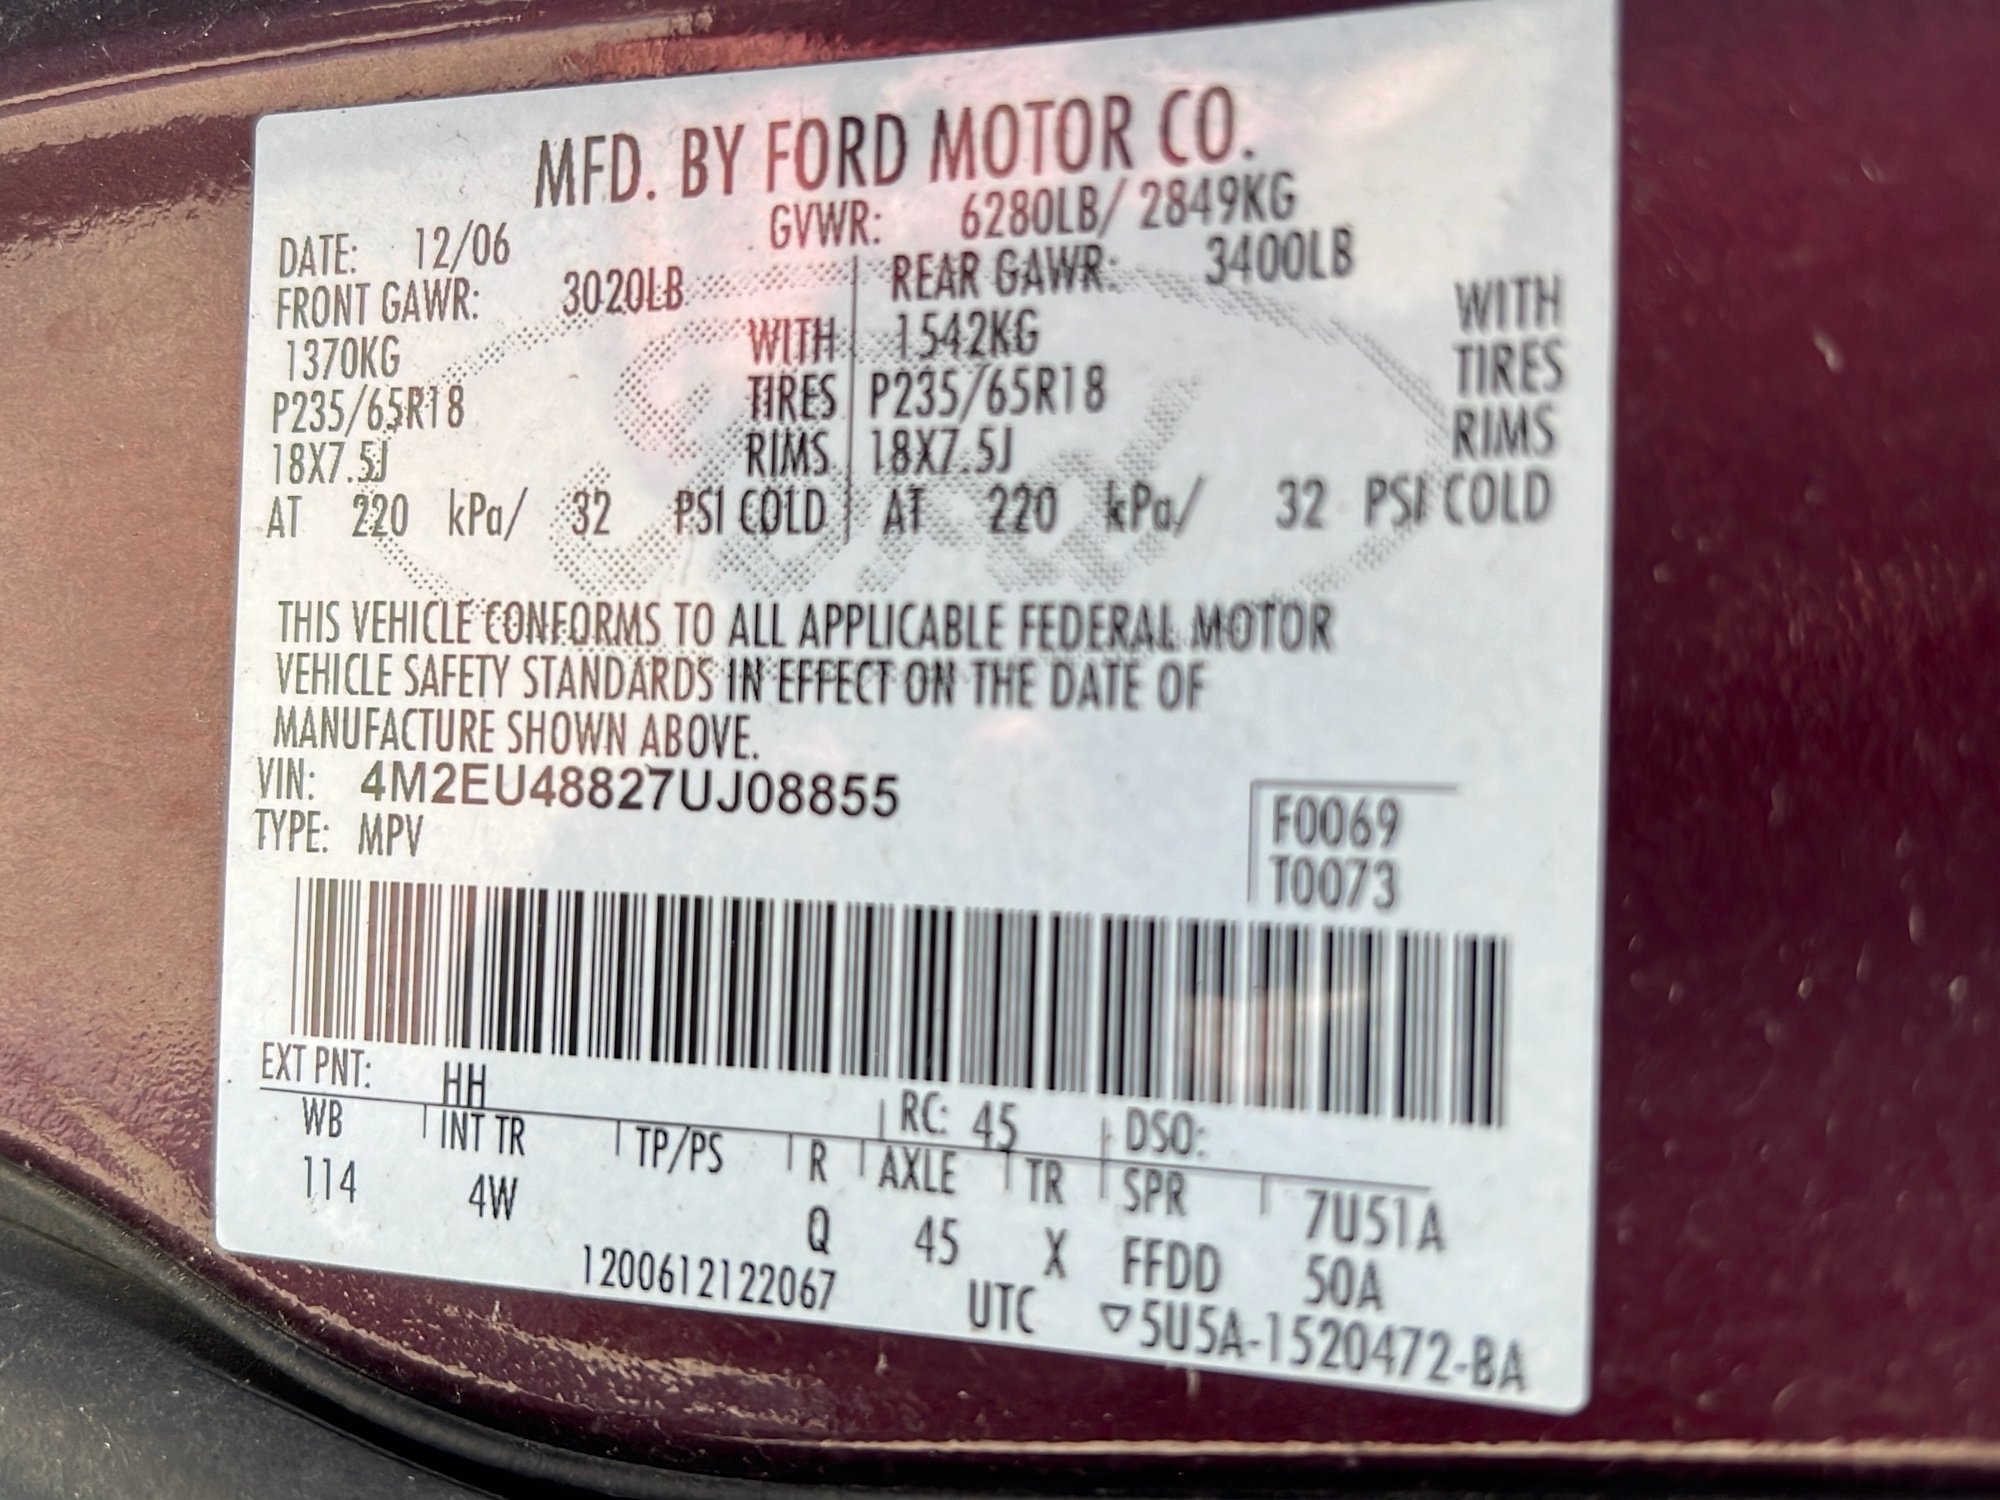 MFD. BY FORD MOTOR CO.
DATE: 12/06 GVWR: 6280LB/ 2849KG
FRONT GAWR: 3020LB REAR GAWR: 3400LB
1370KG WITH 1542KG WITH
P235/65R18 TIRES P235/65R18 TIRES
18X7.5J RIMS 18X7.5J RIMS
AT 220 kPa/ 32 PSI COLD AT 220 kPa/ 32 PSI COLD
THIS VEHICLE CONFORMS TO ALL APPLICABLE FEDERAL MOTOR
VEHICLE SAFETY STANDARDS IN EFFECT ON THE DATE OF
MANUFACTURE SHOWN ABOVE.
VIN: 4M2EU48827UJ08855
TYPE: MPV
F0069
T0073
EXT PNT: HH RC: 45 DSO:
WB INT TR TP/PS R AXLE TR SPR 7U51A
114 4W Q 45 X FFDD 50A
1200612122067 UTC ▽5U5A-1520472-BA